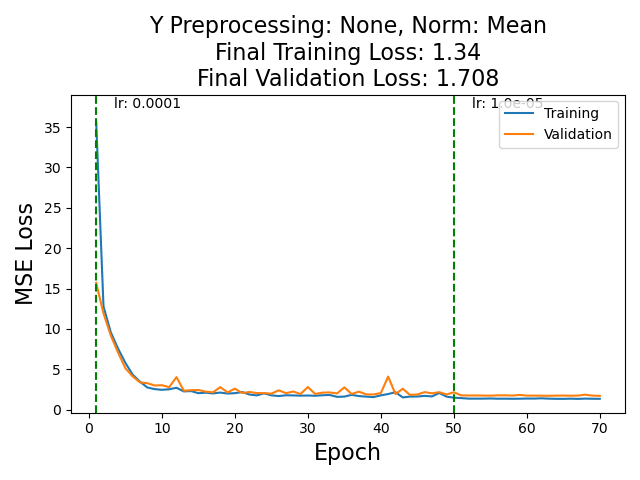 Y Preprocessing: None, Norm: Mean
Final Training Loss: 1.34
Final Validation Loss: 1.708
lr: 0.0001
lr: 1.0e-05
Training
Validation
MSE Loss
35
30
25
20
15
10
5
0
0 10 20 30 40 50 60 70
Epoch